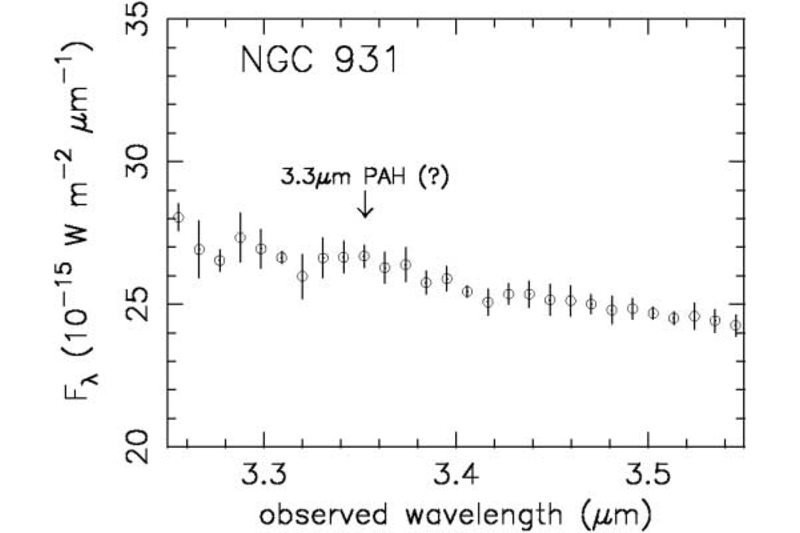 NGC 931
3.3μm PAH (?)
F_λ (10⁻¹⁵ W m⁻² μm⁻¹)
35
30
25
20
3.3 3.4 3.5
observed wavelength (μm)